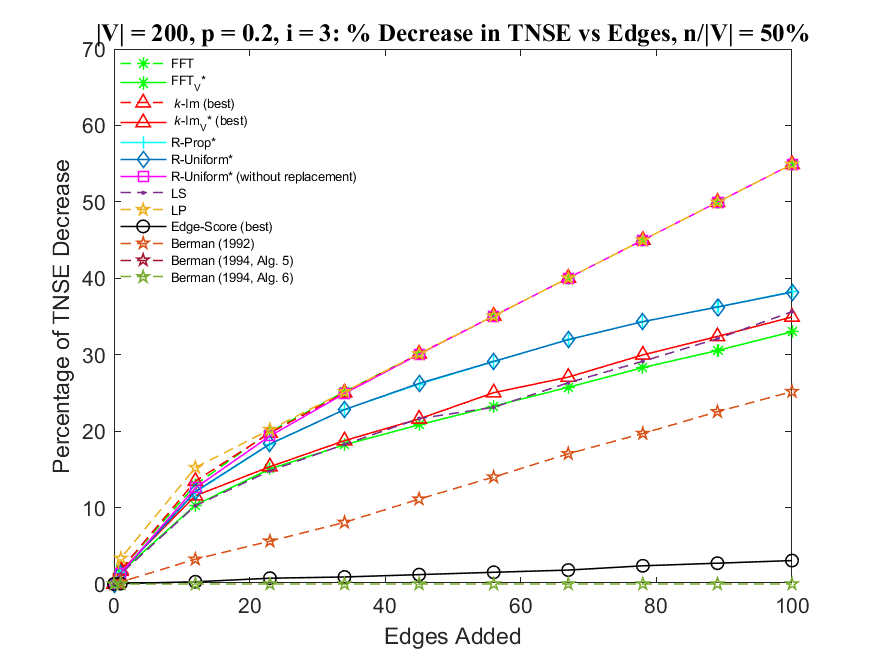 |V| = 200, p = 0.2, i = 3: % Decrease in TNSE vs Edges, n/|V| = 50%
70
60
50
40
30
20
10
0
Percentage of TNSE Decrease
FFT
FFT_V*
k-Im (best)
k-Im_V* (best)
R-Prop*
R-Uniform*
R-Uniform* (without replacement)
LS
LP
Edge-Score (best)
Berman (1992)
Berman (1994, Alg. 5)
Berman (1994, Alg. 6)
0 20 40 60 80 100
Edges Added